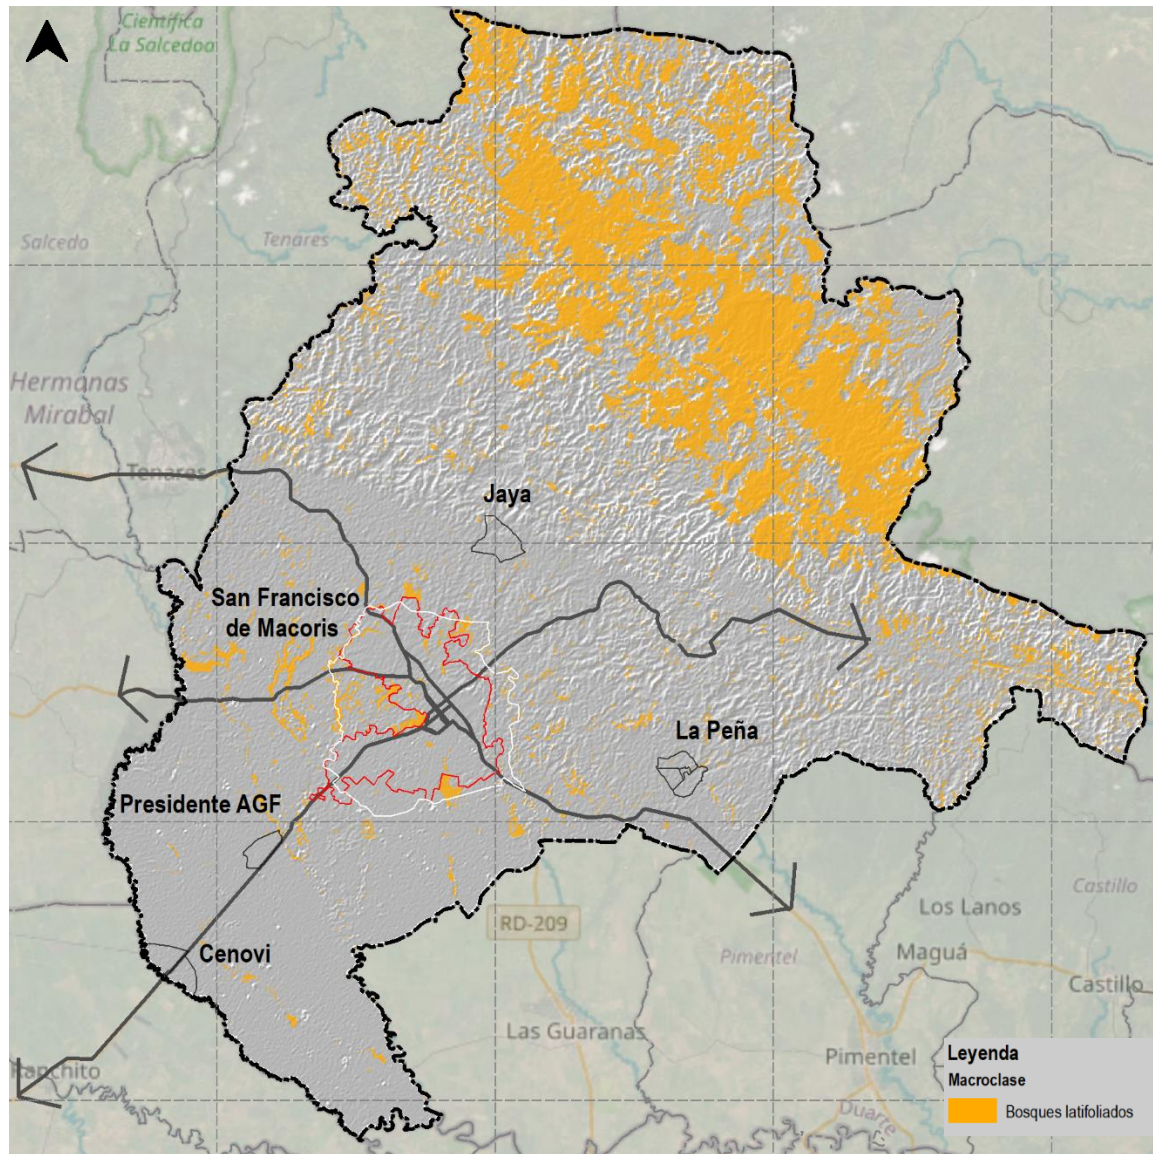 Científica
La Salcedoa
Salcedo
Tenares
Hermanas
Mirabal
Tenares
Jaya
San Francisco
de Macoris
La Peña
Presidente AGF
Cenovi
RD-209
Los Lanos
Castillo
Pimentel
Maguá
Castillo
Las Guaranas
Pimentel
Ranchito
Duarte
Leyenda
Macroclase
Bosques latifoliados